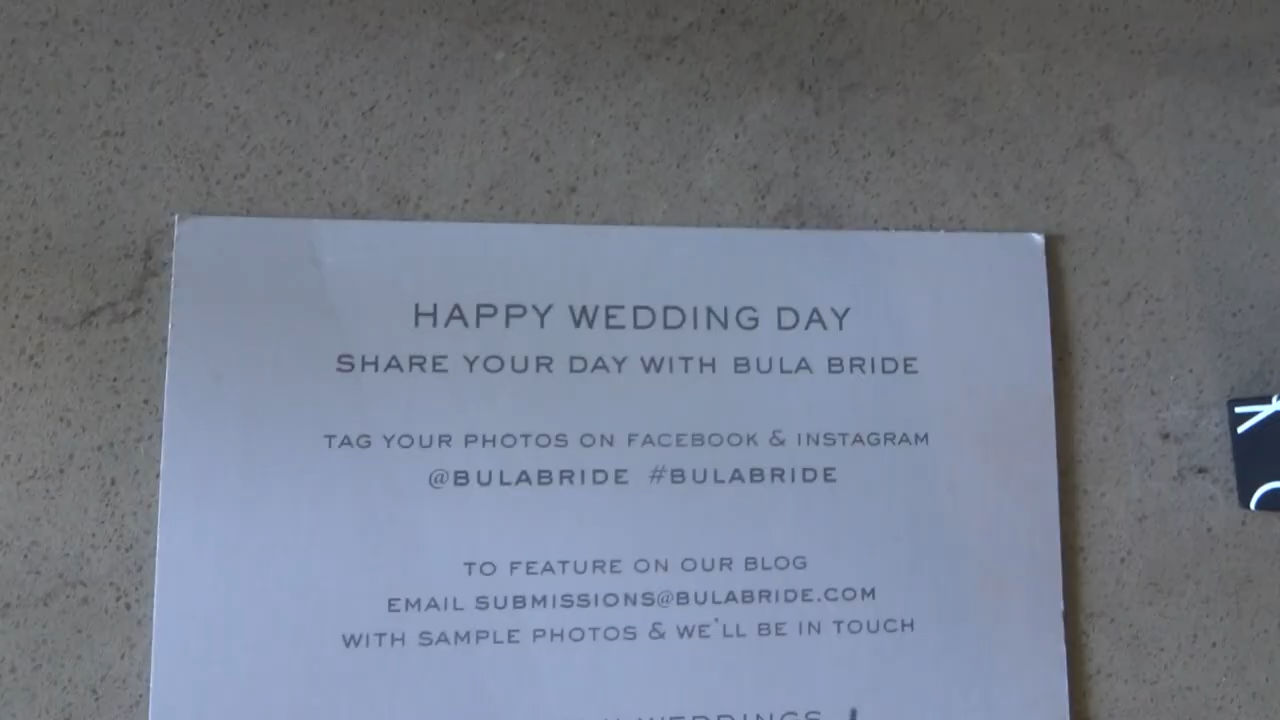 HAPPY WEDDING DAY
SHARE YOUR DAY WITH BULA BRIDE
TAG YOUR PHOTOS ON FACEBOOK & INSTAGRAM
@BULABRIDE #BULABRIDE
TO FEATURE ON OUR BLOG
EMAIL SUBMISSIONS@BULABRIDE.COM
WITH SAMPLE PHOTOS & WE'LL BE IN TOUCH
WEDDINGS